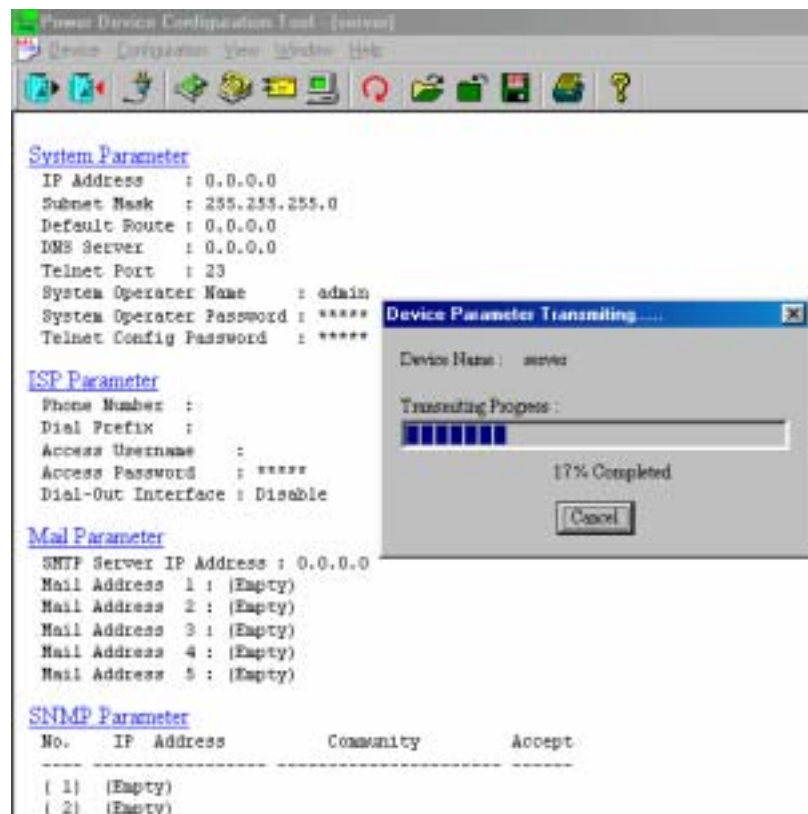 Power Device Configuration Tool - [server]
Device Configuration View Window Help
System Parameter
IP Address : 0.0.0.0
Subnet Mask : 255.255.255.0
Default Route : 0.0.0.0
DNS Server : 0.0.0.0
Telnet Port : 23
System Operater Name : admin
System Operater Password : *****
Telnet Config Password : *****
ISP Parameter
Phone Number :
Dial Prefix :
Access Username :
Access Password : *****
Dial-Out Interface : Disable
Mail Parameter
SMTP Server IP Address : 0.0.0.0
Mail Address 1 : (Empty)
Mail Address 2 : (Empty)
Mail Address 3 : (Empty)
Mail Address 4 : (Empty)
Mail Address 5 : (Empty)
SNMP Parameter
No. IP Address Community Accept
---- ----------------- ---------------------- ------
( 1) (Empty)
( 2) (Empty)
Device Parameter Transmiting.....
Device Name : server
Transmiting Progress :
17% Completed
Cancel